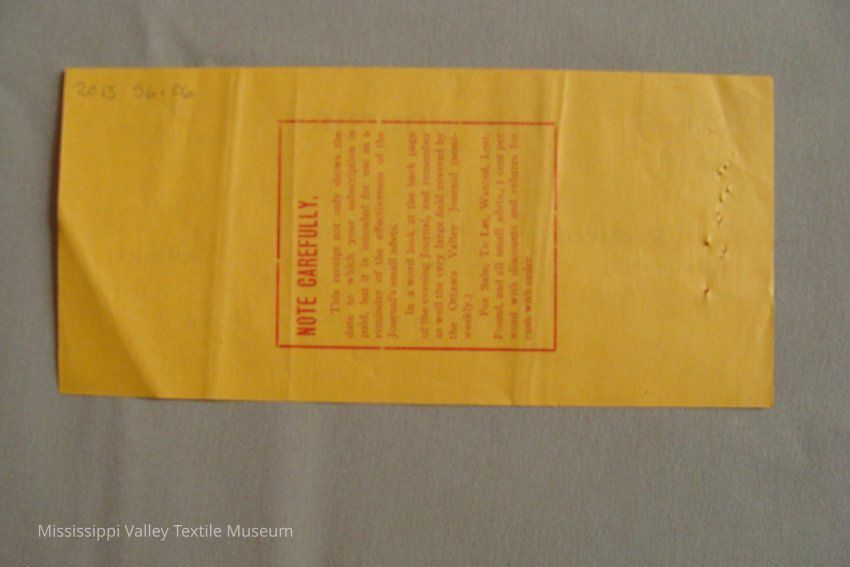 2013.56.06
NOTE CAREFULLY.
This receipt not only shows the
date to which your subscription is
paid, but it is intended for use as a
reminder of the effectiveness of the
Journal's small advts.
In a word look at the back page
of the evening Journal, and remember
as well the very large field covered by
the Ottawa Valley Journal (semi-
weekly.)
For Sale, To Let, Wanted, Lost,
Found, and all small advts., 1 cent per
word with discounts and rebates for
cash with order.
Mississippi Valley Textile Museum